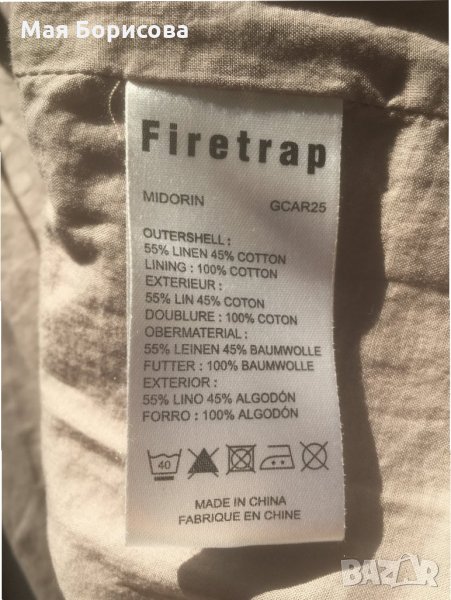 Мая Борисова
Firetrap
MIDORIN GCAR25
OUTERSHELL :
55% LINEN 45% COTTON
LINING : 100% COTTON
EXTERIEUR :
55% LIN 45% COTON
DOUBLURE : 100% COTON
OBERMATERIAL :
55% LEINEN 45% BAUMWOLLE
FUTTER : 100% BAUMWOLLE
EXTERIOR :
55% LINO 45% ALGODÓN
FORRO : 100% ALGODÓN
40
MADE IN CHINA
FABRIQUE EN CHINE
BAZAR